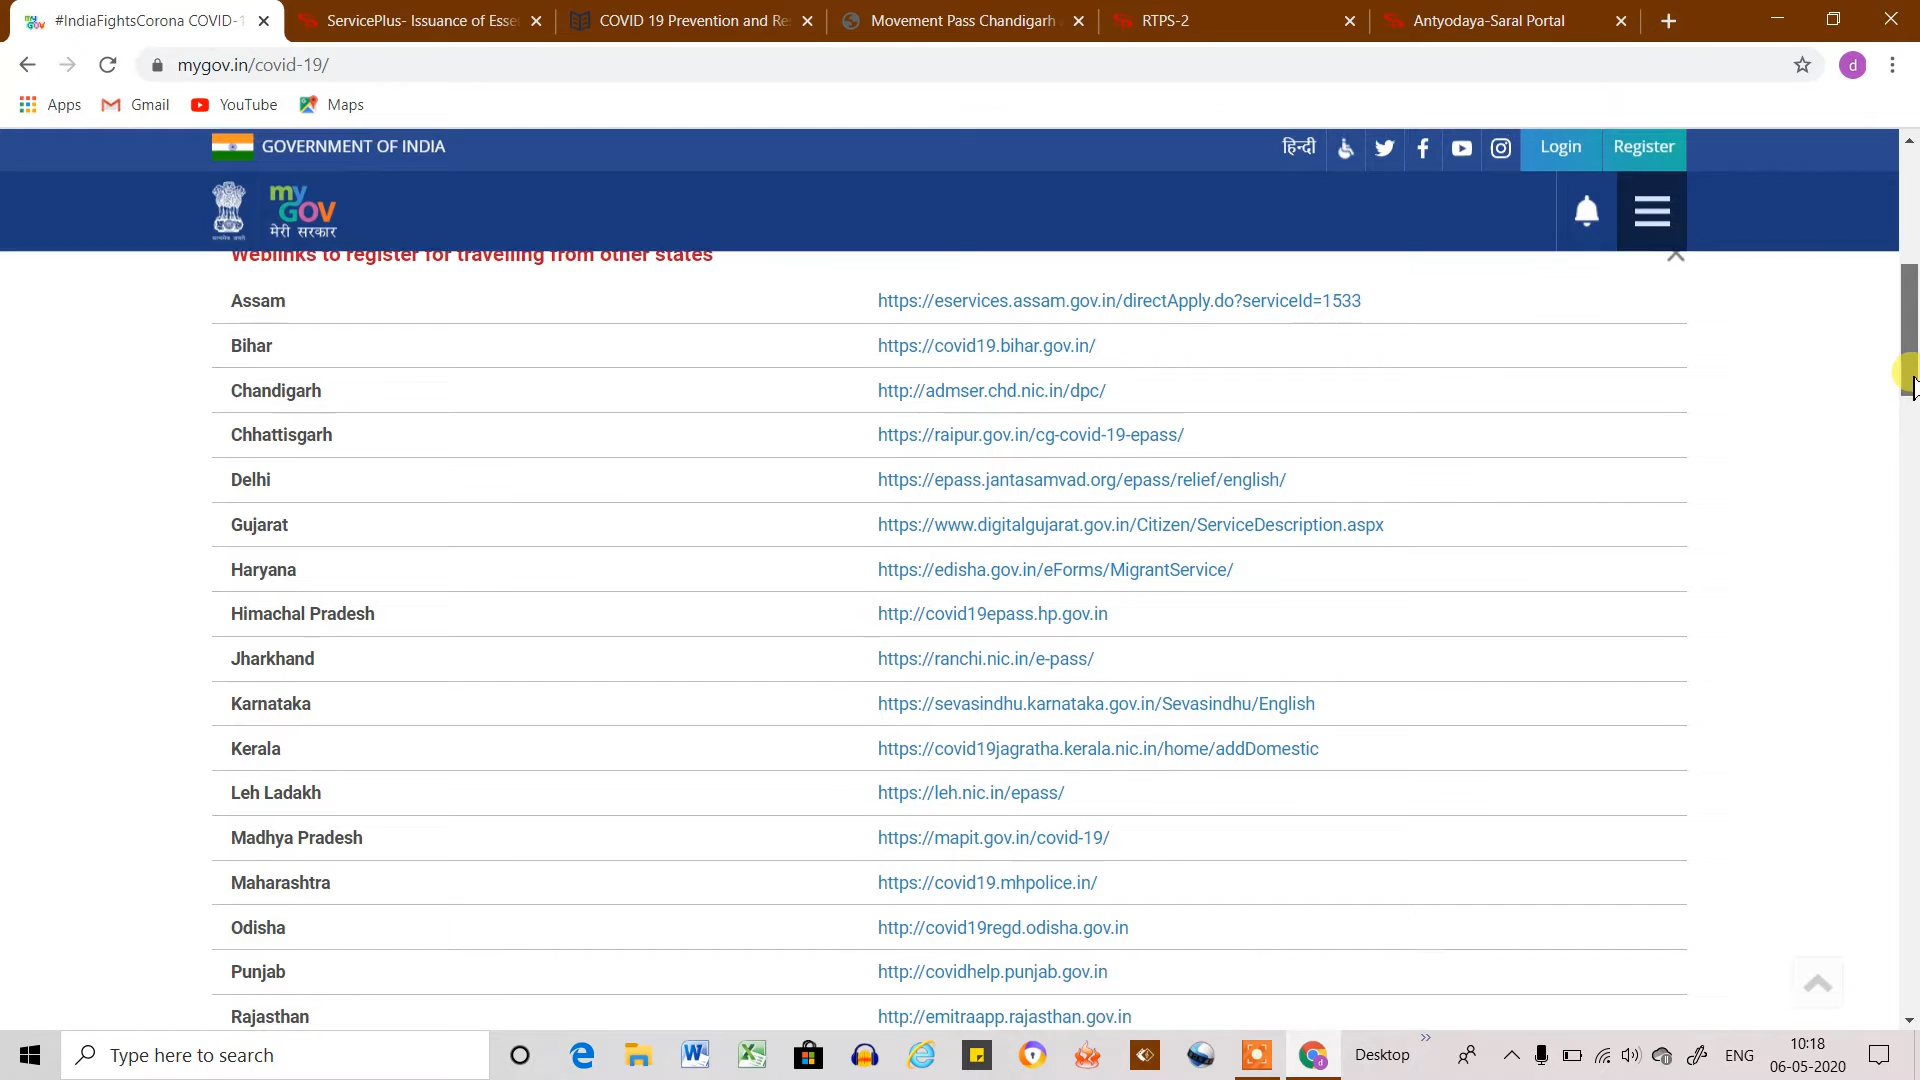 #IndiaFightsCorona COVID-1
ServicePlus- Issuance of Esse
COVID 19 Prevention and Re
Movement Pass Chandigarh
RTPS-2
Antyodaya-Saral Portal
mygov.in/covid-19/
d
Apps
Gmail
YouTube
Maps
GOVERNMENT OF INDIA
हिन्दी
Login
Register
my
GOV
मेरी सरकार
Weblinks to register for travelling from other states
Assam https://eservices.assam.gov.in/directApply.do?serviceId=1533
Bihar https://covid19.bihar.gov.in/
Chandigarh http://admser.chd.nic.in/dpc/
Chhattisgarh https://raipur.gov.in/cg-covid-19-epass/
Delhi https://epass.jantasamvad.org/epass/relief/english/
Gujarat https://www.digitalgujarat.gov.in/Citizen/ServiceDescription.aspx
Haryana https://edisha.gov.in/eForms/MigrantService/
Himachal Pradesh http://covid19epass.hp.gov.in
Jharkhand https://ranchi.nic.in/e-pass/
Karnataka https://sevasindhu.karnataka.gov.in/Sevasindhu/English
Kerala https://covid19jagratha.kerala.nic.in/home/addDomestic
Leh Ladakh https://leh.nic.in/epass/
Madhya Pradesh https://mapit.gov.in/covid-19/
Maharashtra https://covid19.mhpolice.in/
Odisha http://covid19regd.odisha.gov.in
Punjab http://covidhelp.punjab.gov.in
Rajasthan http://emitraapp.rajasthan.gov.in
Type here to search
Desktop
ENG
10:18
06-05-2020